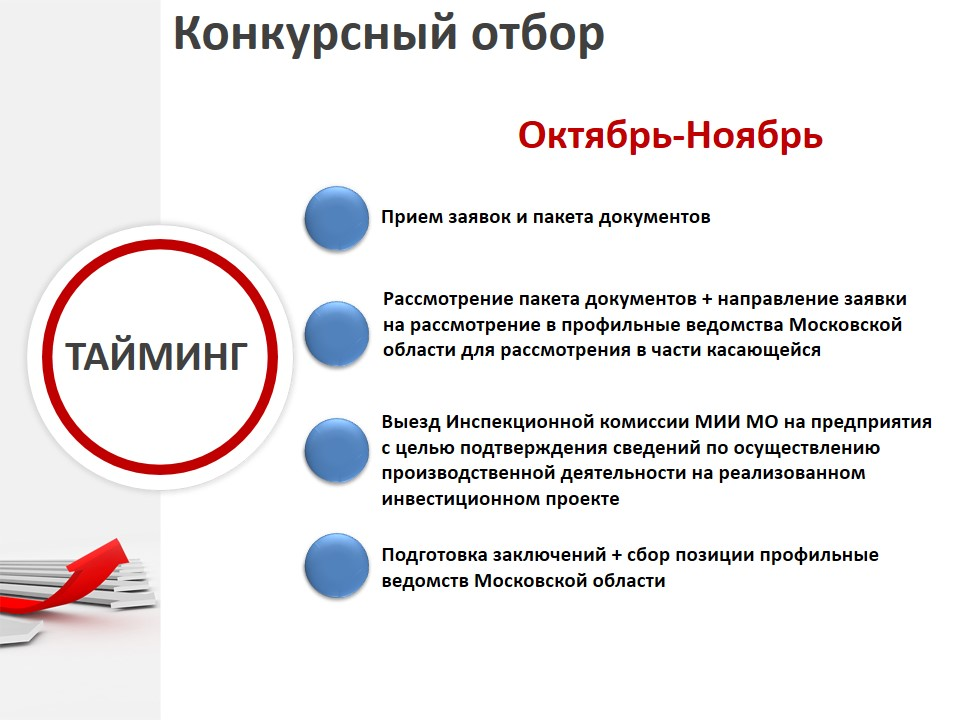 Конкурсный отбор
Октябрь-Ноябрь
ТАЙМИНГ
Прием заявок и пакета документов
Рассмотрение пакета документов + направление заявки
на рассмотрение в профильные ведомства Московской
области для рассмотрения в части касающейся
Выезд Инспекционной комиссии МИИ МО на предприятия
с целью подтверждения сведений по осуществлению
производственной деятельности на реализованном
инвестиционном проекте
Подготовка заключений + сбор позиции профильные
ведомств Московской области